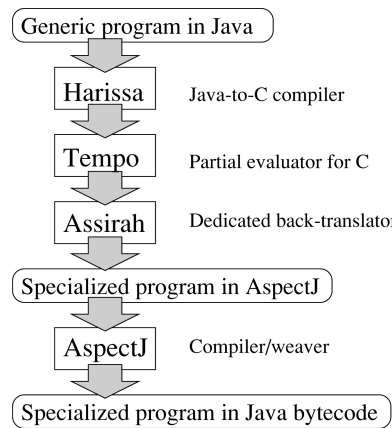 Generic program in Java
Harissa
Java-to-C compiler
Tempo
Partial evaluator for C
Assirah
Dedicated back-translator
Specialized program in AspectJ
AspectJ
Compiler/weaver
Specialized program in Java bytecode